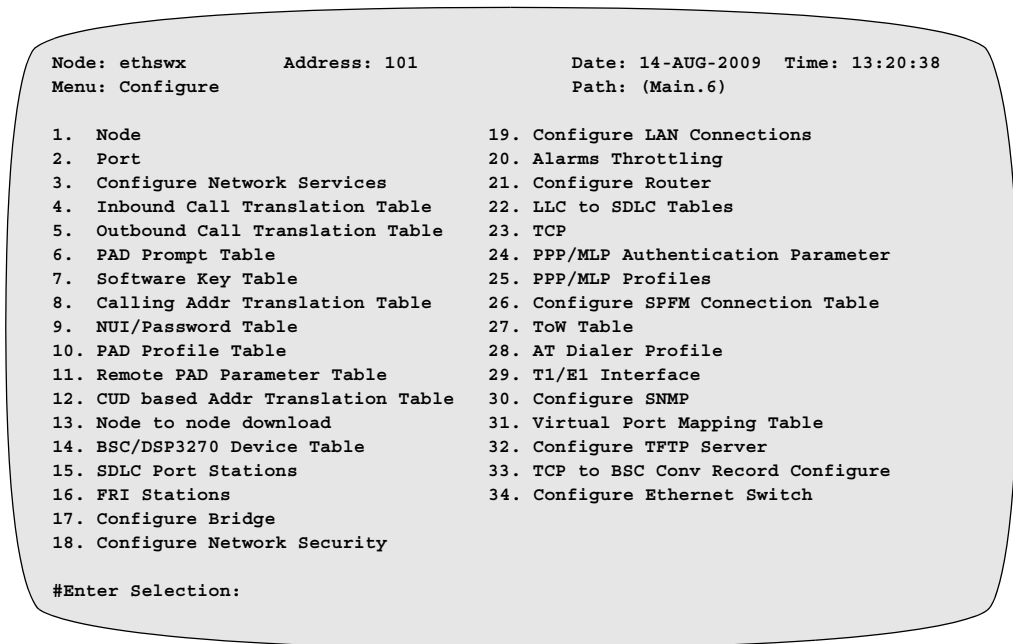 Node: ethswx Address: 101 Date: 14-AUG-2009 Time: 13:20:38
Menu: Configure Path: (Main.6)
1. Node 19. Configure LAN Connections
2. Port 20. Alarms Throttling
3. Configure Network Services 21. Configure Router
4. Inbound Call Translation Table 22. LLC to SDLC Tables
5. Outbound Call Translation Table 23. TCP
6. PAD Prompt Table 24. PPP/MLP Authentication Parameter
7. Software Key Table 25. PPP/MLP Profiles
8. Calling Addr Translation Table 26. Configure SPFM Connection Table
9. NUI/Password Table 27. ToW Table
10. PAD Profile Table 28. AT Dialer Profile
11. Remote PAD Parameter Table 29. T1/E1 Interface
12. CUD based Addr Translation Table 30. Configure SNMP
13. Node to node download 31. Virtual Port Mapping Table
14. BSC/DSP3270 Device Table 32. Configure TFTP Server
15. SDLC Port Stations 33. TCP to BSC Conv Record Configure
16. FRI Stations 34. Configure Ethernet Switch
17. Configure Bridge
18. Configure Network Security
#Enter Selection: